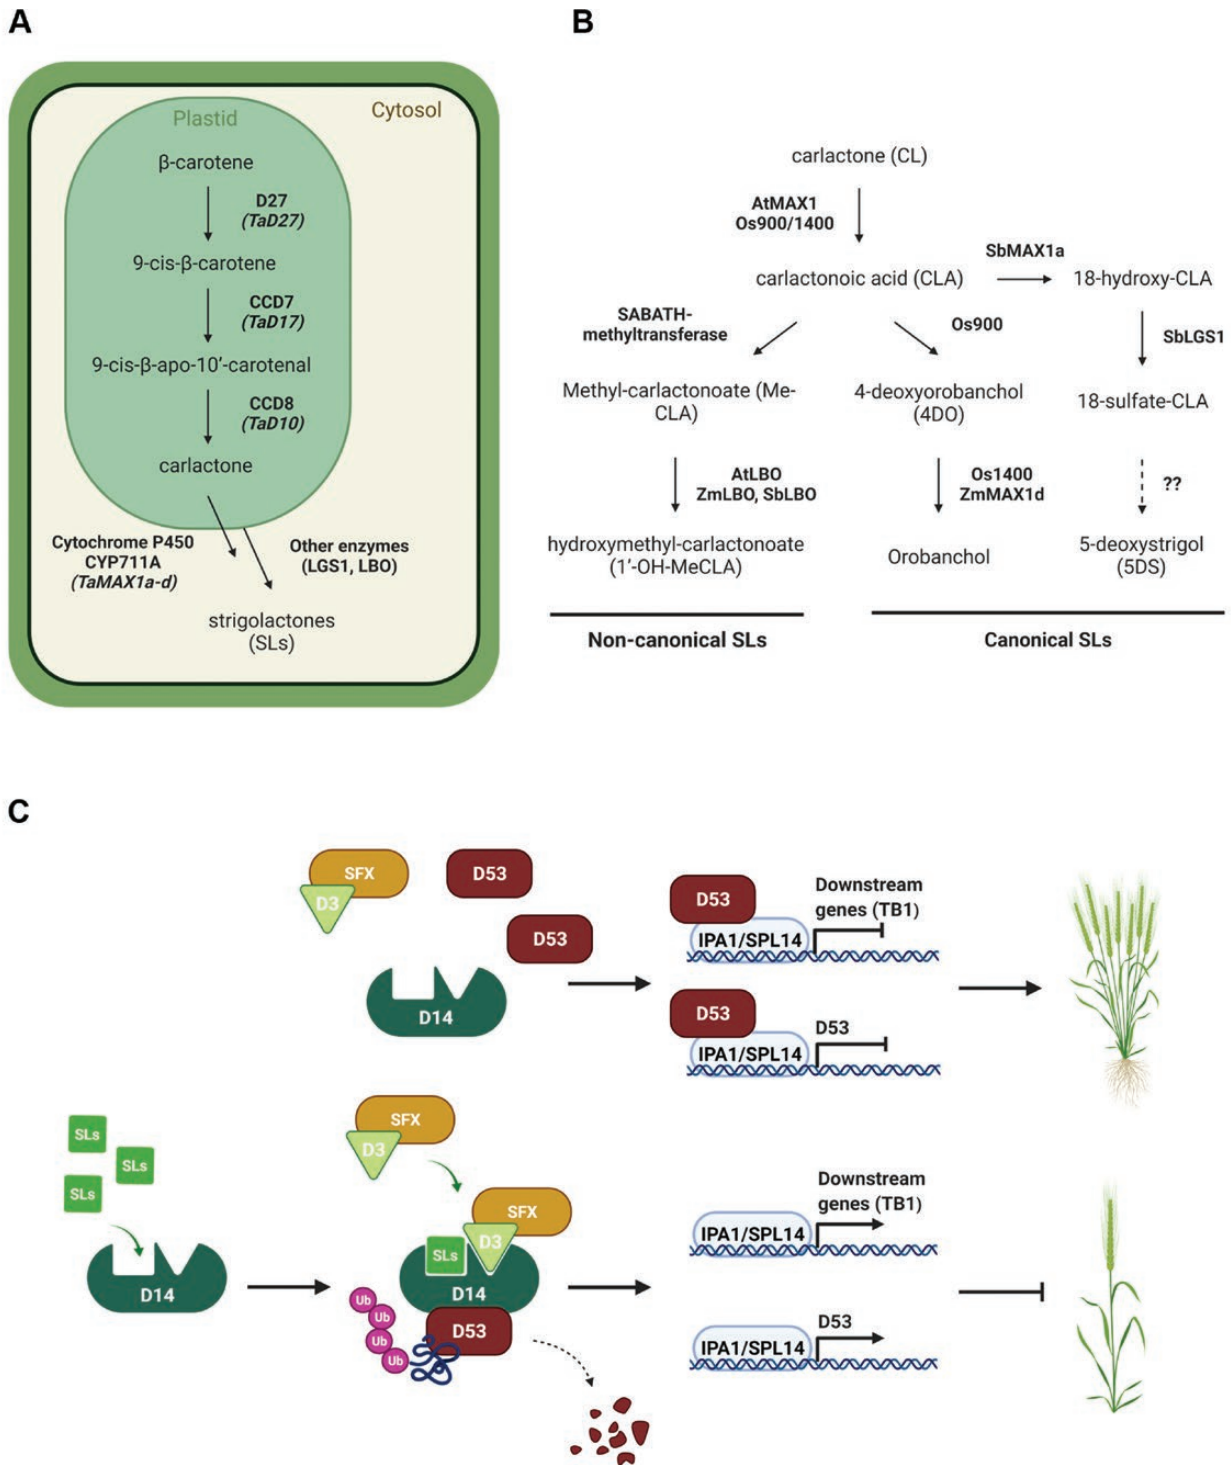 A
Plastid
Cytosol
β-carotene
D27
(TaD27)
9-cis-β-carotene
CCD7
(TaD17)
9-cis-β-apo-10′-carotenal
CCD8
(TaD10)
carlactone
Cytochrome P450
CYP711A
(TaMAX1a-d)
Other enzymes
(LGS1, LBO)
strigolactones
(SLs)
B
carlactone (CL)
AtMAX1
Os900/1400
carlactonoic acid (CLA)
SbMAX1a
18-hydroxy-CLA
SABATH-
methyltransferase
Os900
SbLGS1
Methyl-carlactonoate (Me-
CLA)
4-deoxyorobanchol
(4DO)
18-sulfate-CLA
AtLBO
ZmLBO, SbLBO
Os1400
ZmMAX1d
??
hydroxymethyl-carlactonoate
(1′-OH-MeCLA)
Orobanchol
5-deoxystrigol
(5DS)
Non-canonical SLs
Canonical SLs
C
SFX
D3
D53
D53
D14
D53
IPA1/SPL14
Downstream
genes (TB1)
D53
IPA1/SPL14
D53
SLs
SLs
SLs
D14
SFX
D3
SFX
D3
SLs
D14
D53
Ub
Ub
Ub
Ub
Downstream
genes (TB1)
IPA1/SPL14
D53
IPA1/SPL14